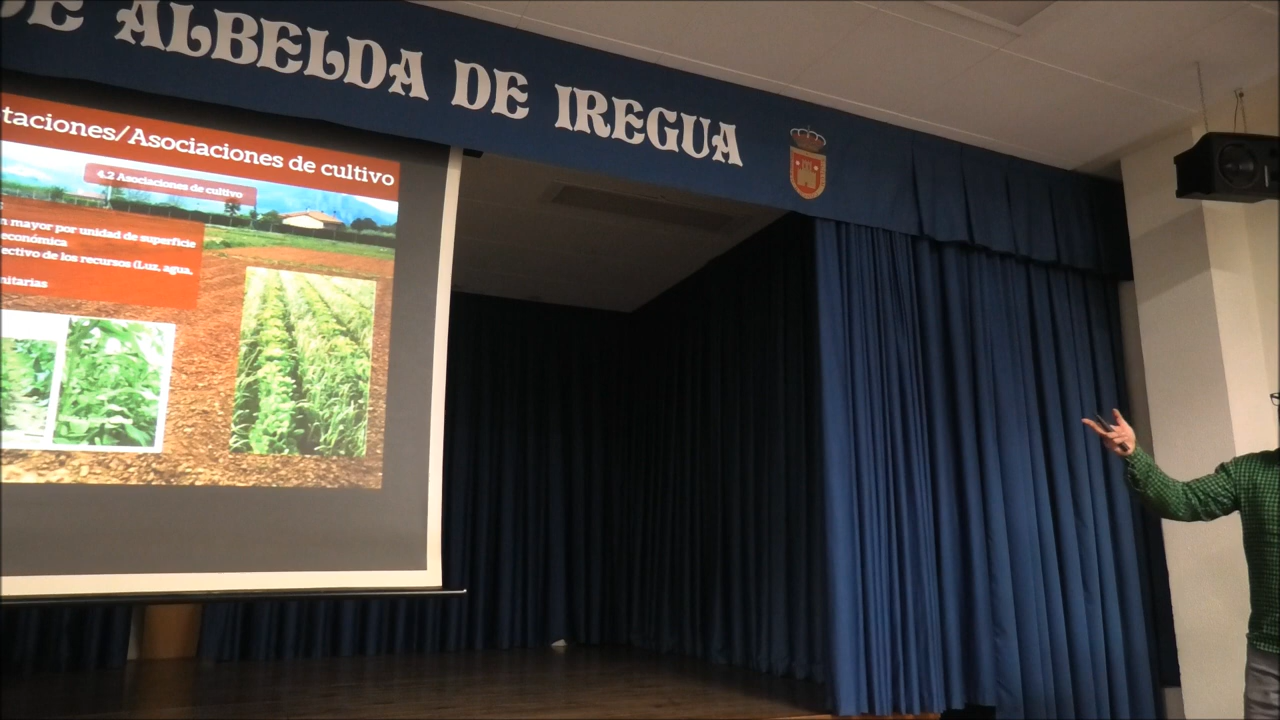 DE ALBELDA DE IREGUA
taciones/Asociaciones de cultivo
4.2 Asociaciones de cultivo
n mayor por unidad de superficie
económica
ectivo de los recursos (Luz, agua,
nitarias